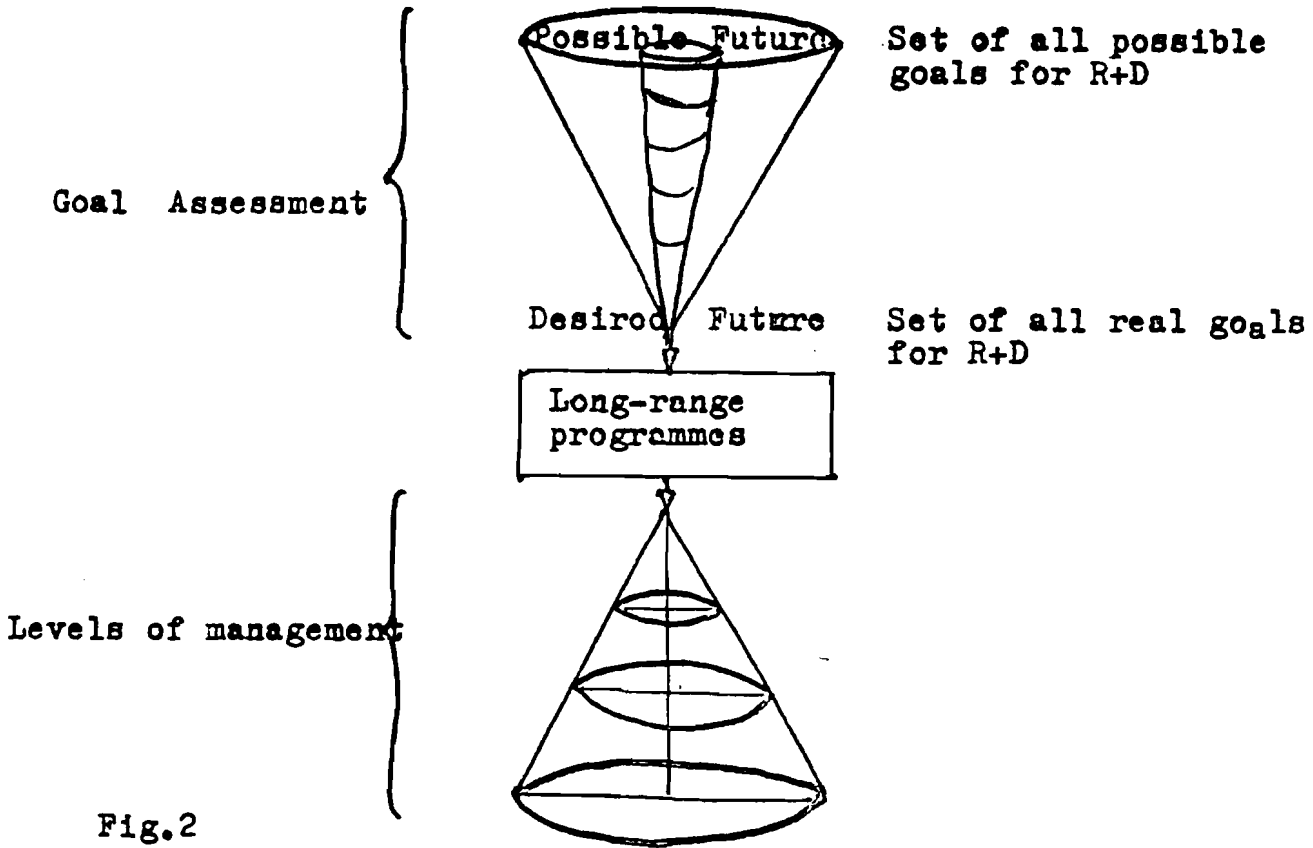 Possible Future
Set of all possible
goals for R+D
Goal Assessment
Desired Future
Set of all real goals
for R+D
Long-range
programmes
Levels of management
Fig.2